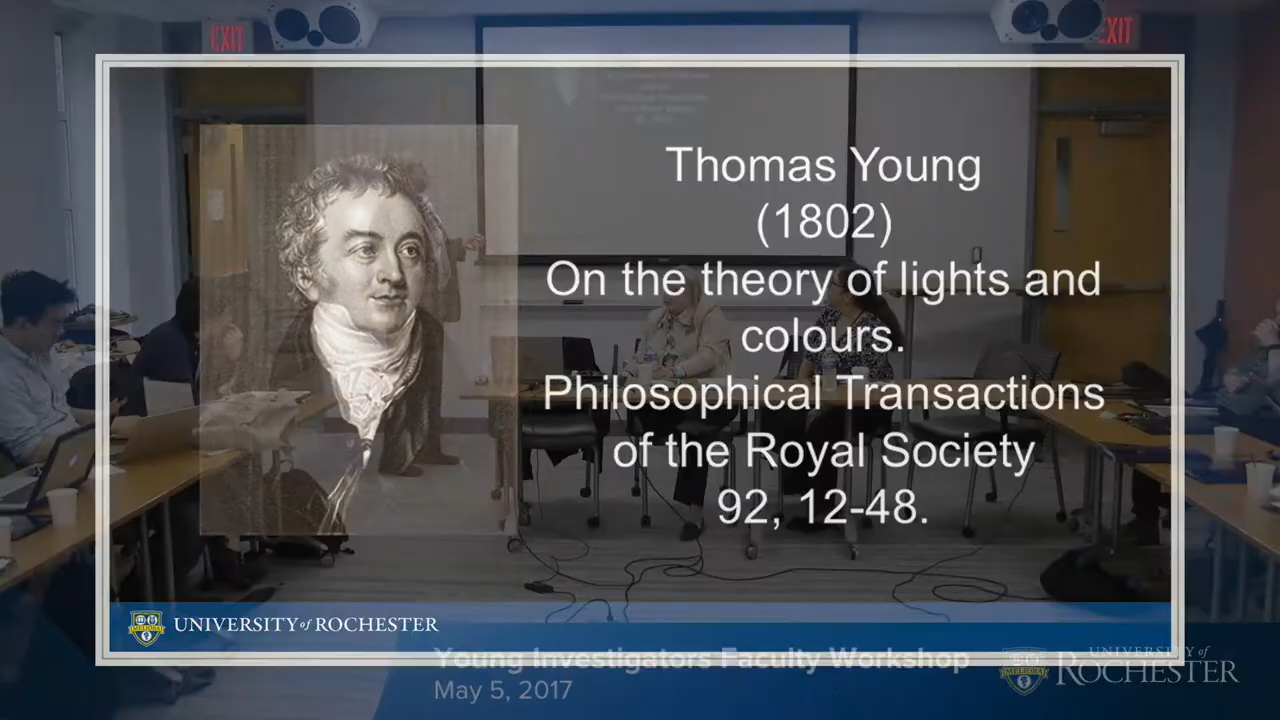 EXIT
EXIT
Thomas Young
(1802)
On the theory of lights and
colours.
Philosophical Transactions
of the Royal Society
92, 12-48.
MELIORA
UNIVERSITY of ROCHESTER
Young Investigators Faculty Workshop
May 5, 2017
UNIVERSITY of
ROCHESTER